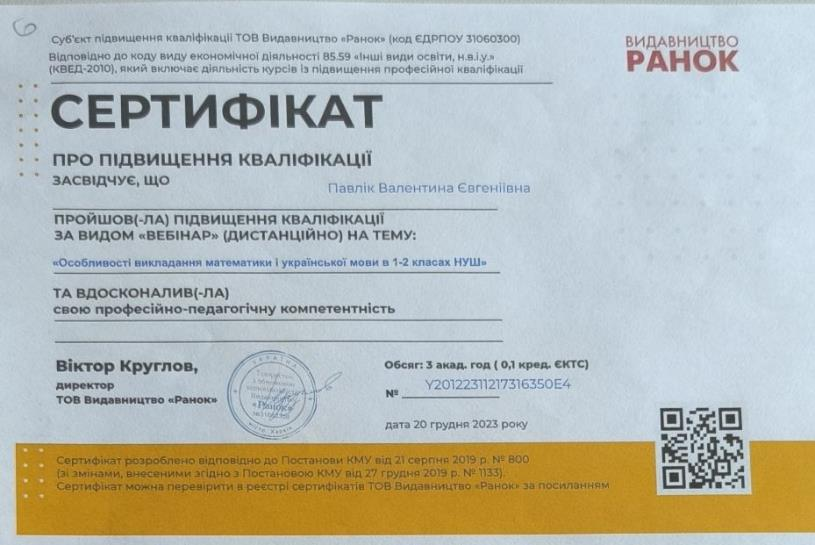 6
Суб'єкт підвищення кваліфікації ТОВ Видавництво «Ранок» (код ЄДРПОУ 31060300)
Відповідно до коду виду економічної діяльності 85.59 «Інші види освіти, н.в.і.у.»
(КВЕД-2010), який включає діяльність курсів із підвищення професійної кваліфікації
ВИДАВНИЦТВО
РАНОК
СЕРТИФІКАТ
ПРО ПІДВИЩЕННЯ КВАЛІФІКАЦІЇ
ЗАСВІДЧУЄ, ЩО
Павлік Валентина Євгеніївна
ПРОЙШОВ(-ЛА) ПІДВИЩЕННЯ КВАЛІФІКАЦІЇ
ЗА ВИДОМ «ВЕБІНАР» (ДИСТАНЦІЙНО) НА ТЕМУ:
«Особливості викладання математики і української мови в 1-2 класах НУШ»
ТА ВДОСКОНАЛИВ(-ЛА)
свою професійно-педагогічну компетентність
Віктор Круглов,
директор
ТОВ Видавництво «Ранок»
УКРАЇНА
«Ранок»
Обсяг: 3 акад. год ( 0,1 кред. ЄКТС)
№ Y20122311217316350E4
дата 20 грудня 2023 року
Сертифікат розроблено відповідно до Постанови КМУ від 21 серпня 2019 р. № 800
(зі змінами, внесеними згідно з Постановою КМУ від 27 грудня 2019 р. № 1133).
Сертифікат можна перевірити в реєстрі сертифікатів ТОВ Видавництво «Ранок» за посиланням